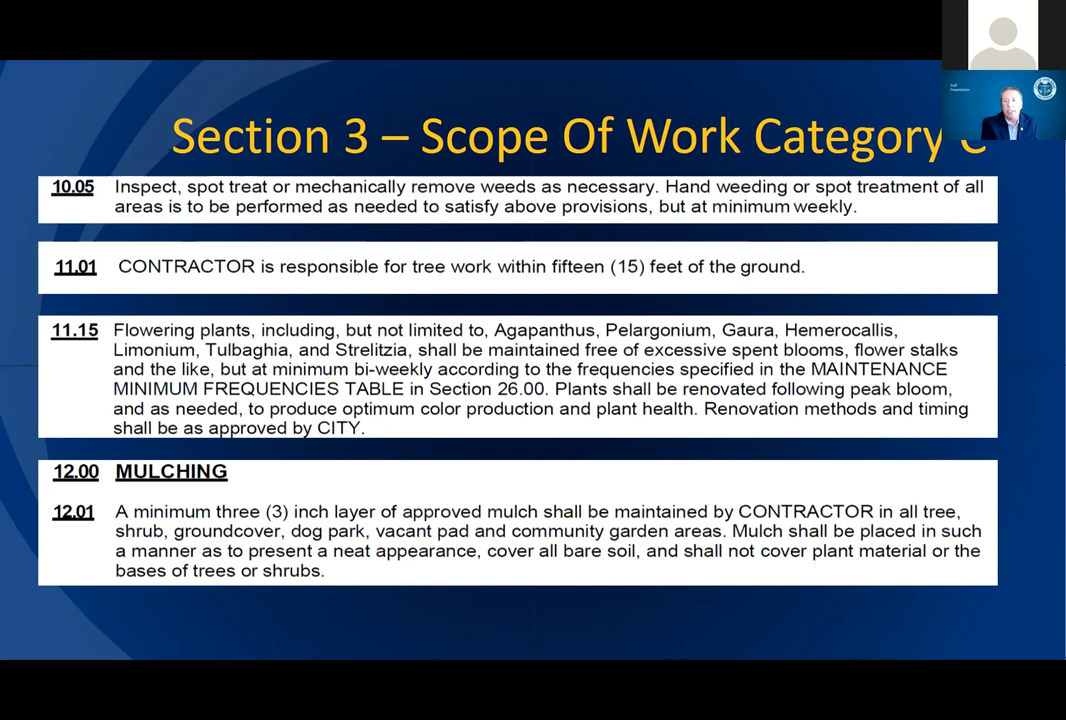 Section 3 – Scope Of Work Category
10.05 Inspect, spot treat or mechanically remove weeds as necessary. Hand weeding or spot treatment of all
areas is to be performed as needed to satisfy above provisions, but at minimum weekly.
11.01 CONTRACTOR is responsible for tree work within fifteen (15) feet of the ground.
11.15 Flowering plants, including, but not limited to, Agapanthus, Pelargonium, Gaura, Hemerocallis,
Limonium, Tulbaghia, and Strelitzia, shall be maintained free of excessive spent blooms, flower stalks
and the like, but at minimum bi-weekly according to the frequencies specified in the MAINTENANCE
MINIMUM FREQUENCIES TABLE in Section 26.00. Plants shall be renovated following peak bloom,
and as needed, to produce optimum color production and plant health. Renovation methods and timing
shall be as approved by CITY.
12.00 MULCHING
12.01 A minimum three (3) inch layer of approved mulch shall be maintained by CONTRACTOR in all tree,
shrub, groundcover, dog park, vacant pad and community garden areas. Mulch shall be placed in such
a manner as to present a neat appearance, cover all bare soil, and shall not cover plant material or the
bases of trees or shrubs.
Staff
Presentation